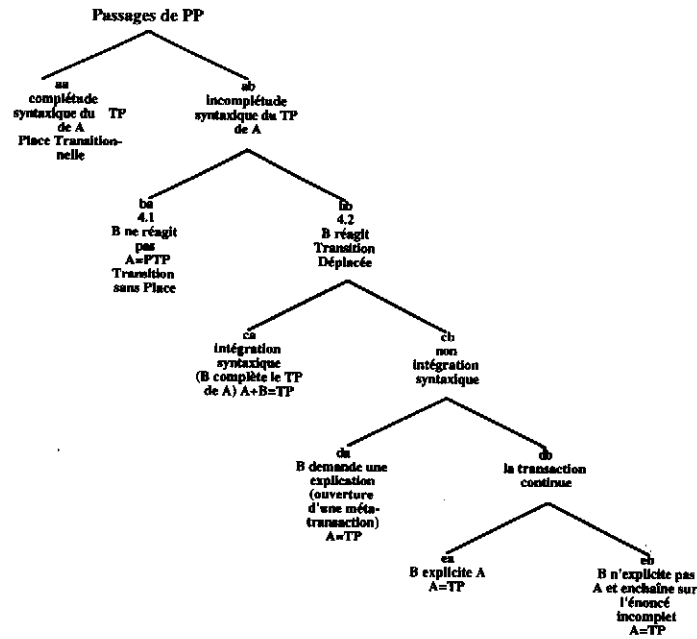 Passages de PP
aa
complétude
syntaxique du TP
de A
Place Transition-
nelle
ab
incomplétude
syntaxique du TP
de A
ba
4.1
B ne réagit
pas
A=PTP
Transition
sans Place
bb
4.2
B réagit
Transition
Déplacée
ca
intégration
syntaxique
(B complète le TP
de A) A+B=TP
cb
non
intégration
syntaxique
da
B demande une
explication
(ouverture
d'une méta-
transaction)
A=TP
db
la transaction
continue
ea
B explicite A
A=TP
eb
B n'explicite pas
A et enchaîne sur
l'énoncé
incomplet
A=TP